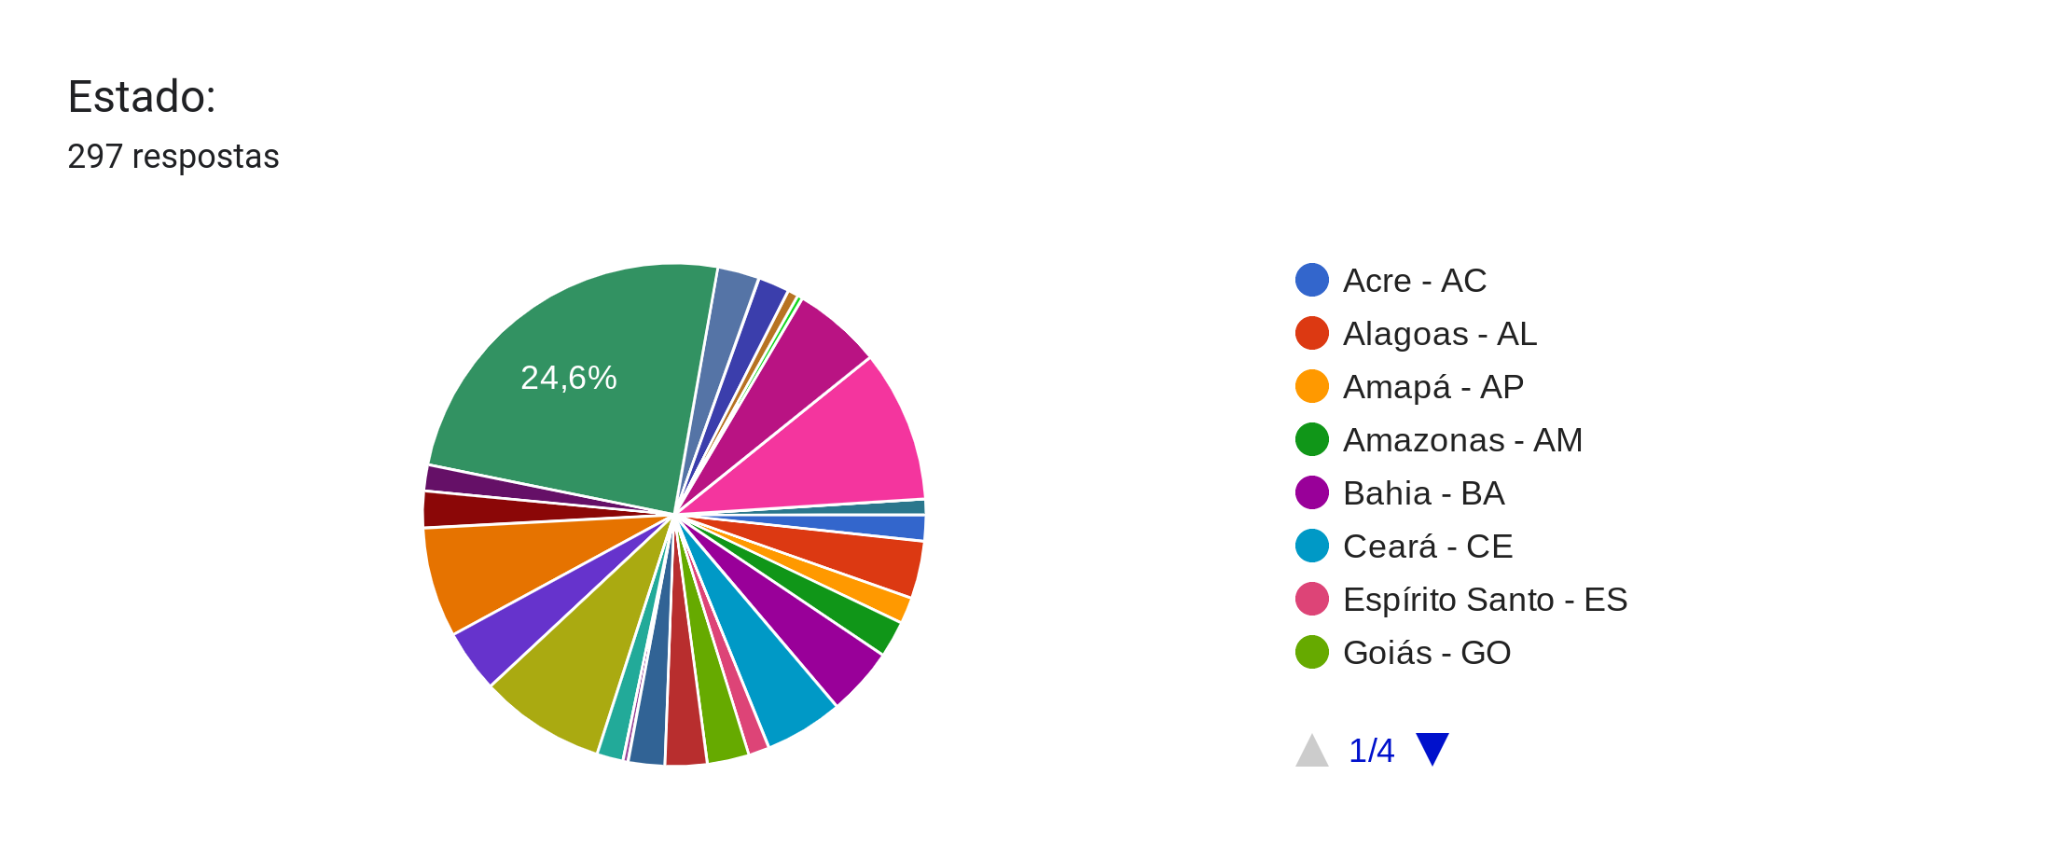 Estado:
297 respostas
24,6%
Acre - AC
Alagoas - AL
Amapá - AP
Amazonas - AM
Bahia - BA
Ceará - CE
Espírito Santo - ES
Goiás - GO
1/4